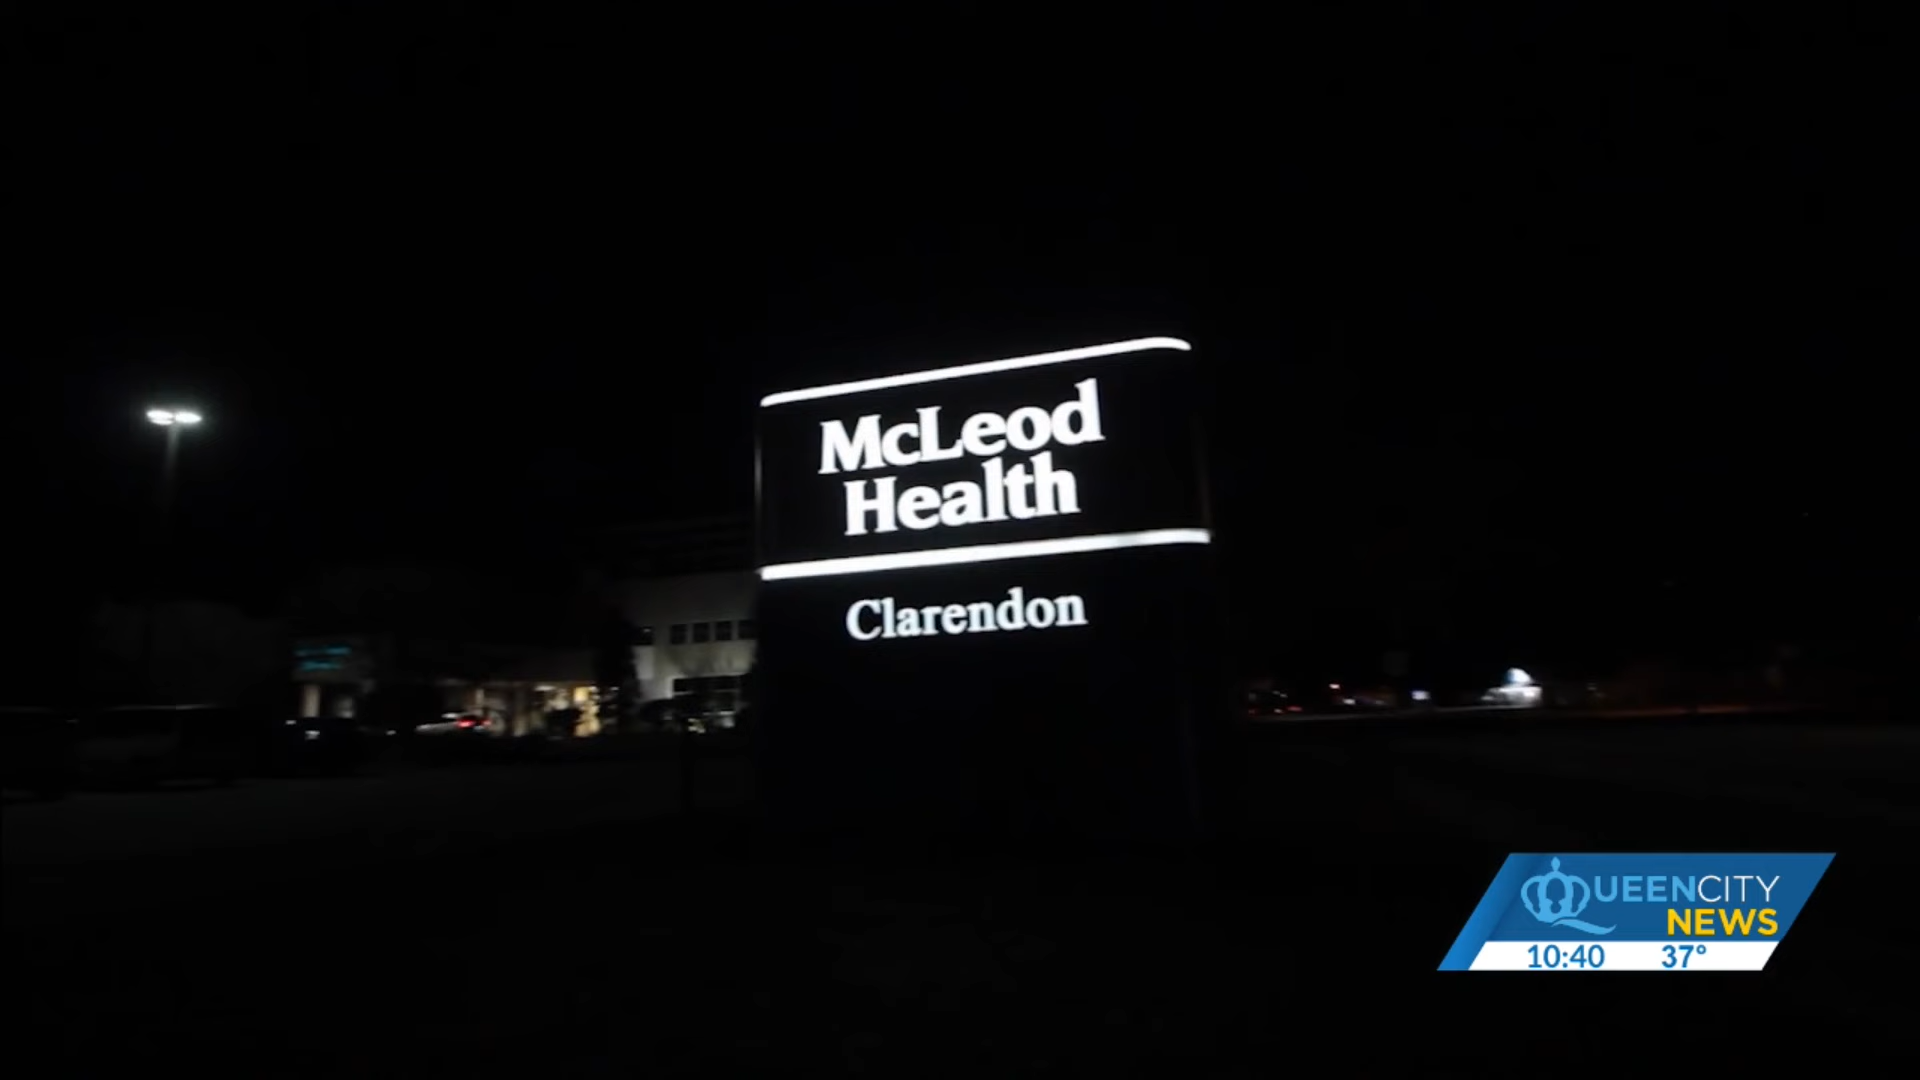 McLeod
Health
Clarendon
QUEENCITY
NEWS
10:40 37°